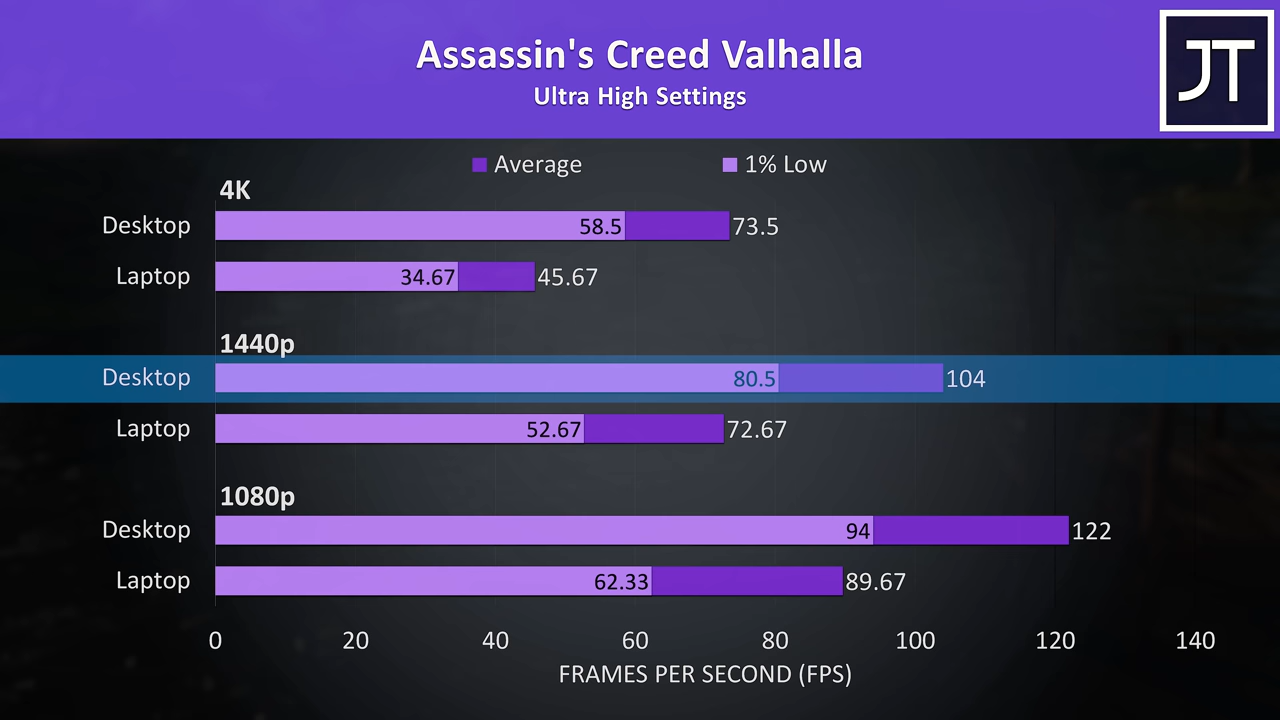 Assassin's Creed Valhalla
Ultra High Settings
JT
Average 1% Low
4K
Desktop 58.5 73.5
Laptop 34.67 45.67
1440p
Desktop 80.5 104
Laptop 52.67 72.67
1080p
Desktop 94 122
Laptop 62.33 89.67
0 20 40 60 80 100 120 140
FRAMES PER SECOND (FPS)